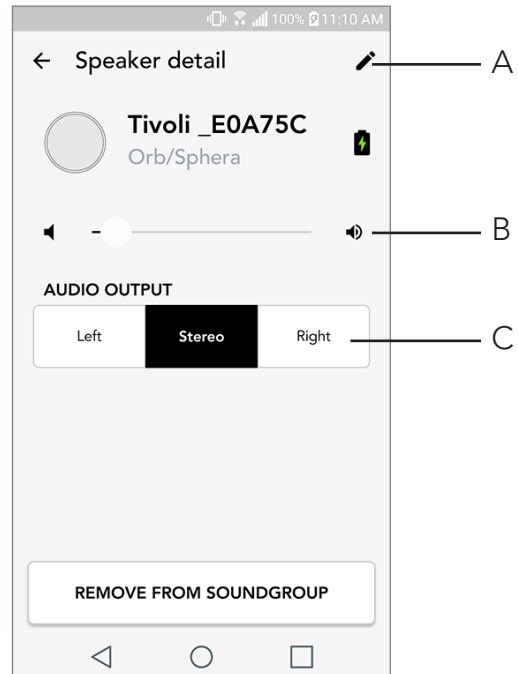 100% 11:10 AM
Speaker detail
A
Tivoli _E0A75C
Orb/Sphera
B
AUDIO OUTPUT
Left Stereo Right
C
REMOVE FROM SOUNDGROUP